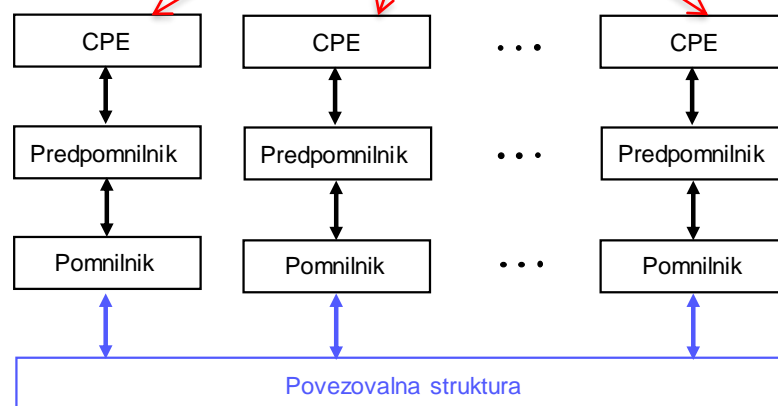 CPE CPE ... CPE
Predpomnilnik Predpomnilnik ... Predpomnilnik
Pomnilnik Pomnilnik ... Pomnilnik
Povezovalna struktura